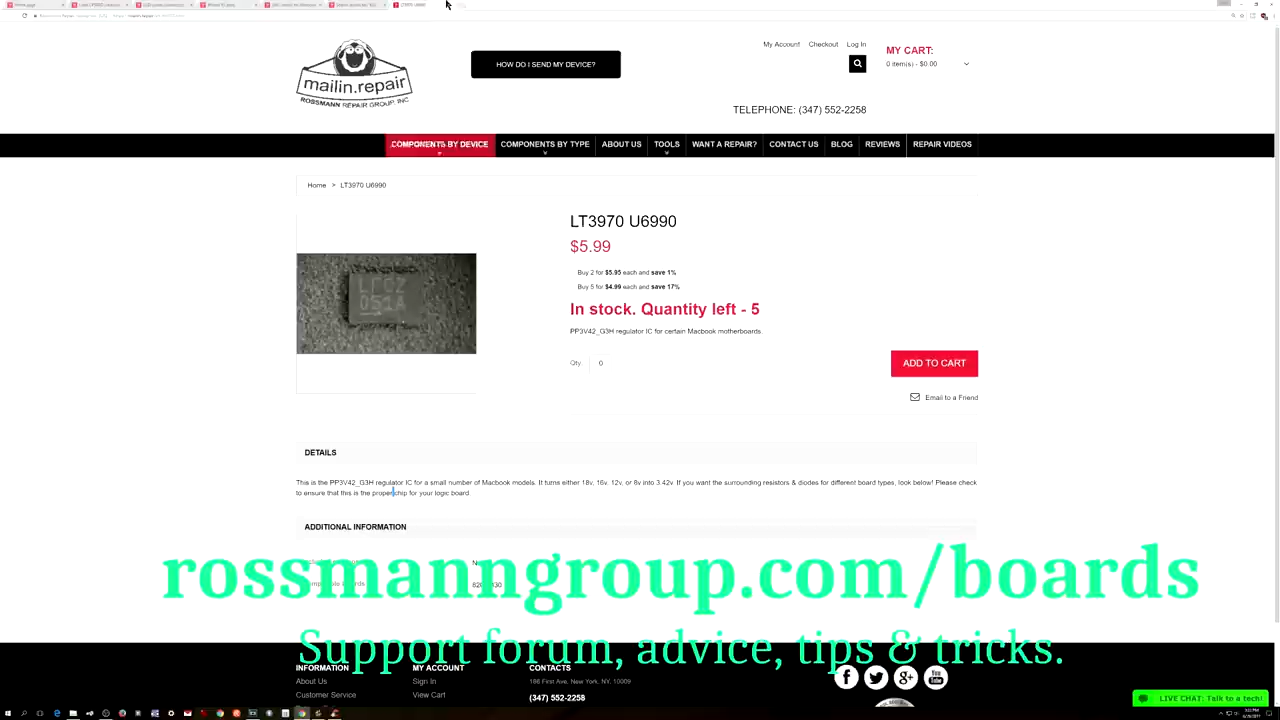 My Account Checkout Log In
MY CART:
0 item(s) - $0.00
mailin.repair
ROSSMANN REPAIR GROUP, INC
HOW DO I SEND MY DEVICE?
TELEPHONE: (347) 552-2258
COMPONENTS BY DEVICE COMPONENTS BY TYPE ABOUT US TOOLS WANT A REPAIR? CONTACT US BLOG REVIEWS REPAIR VIDEOS
Home > LT3970 U6990
LT3970 U6990
$5.99
Buy 2 for $5.95 each and save 1%
Buy 5 for $4.99 each and save 17%
In stock. Quantity left - 5
PP3V42_G3H regulator IC for certain Macbook motherboards.
Qty 0
ADD TO CART
Email to a Friend
DETAILS
This is the PP3V42_G3H regulator IC for a small number of Macbook models. It turns either 18v, 16v, 12v, or 8v into 3.42v. If you want the surrounding resistors & diodes for different board types, look below! Please check
to ensure that this is the proper chip for your logic board
ADDITIONAL INFORMATION
rossmanngroup.com/boards
Support forum, advice, tips & tricks.
INFORMATION MY ACCOUNT CONTACTS
About Us Sign In 186 First Ave, New York, NY, 10009
Customer Service View Cart (347) 552-2258
LIVE CHAT: Talk to a tech!